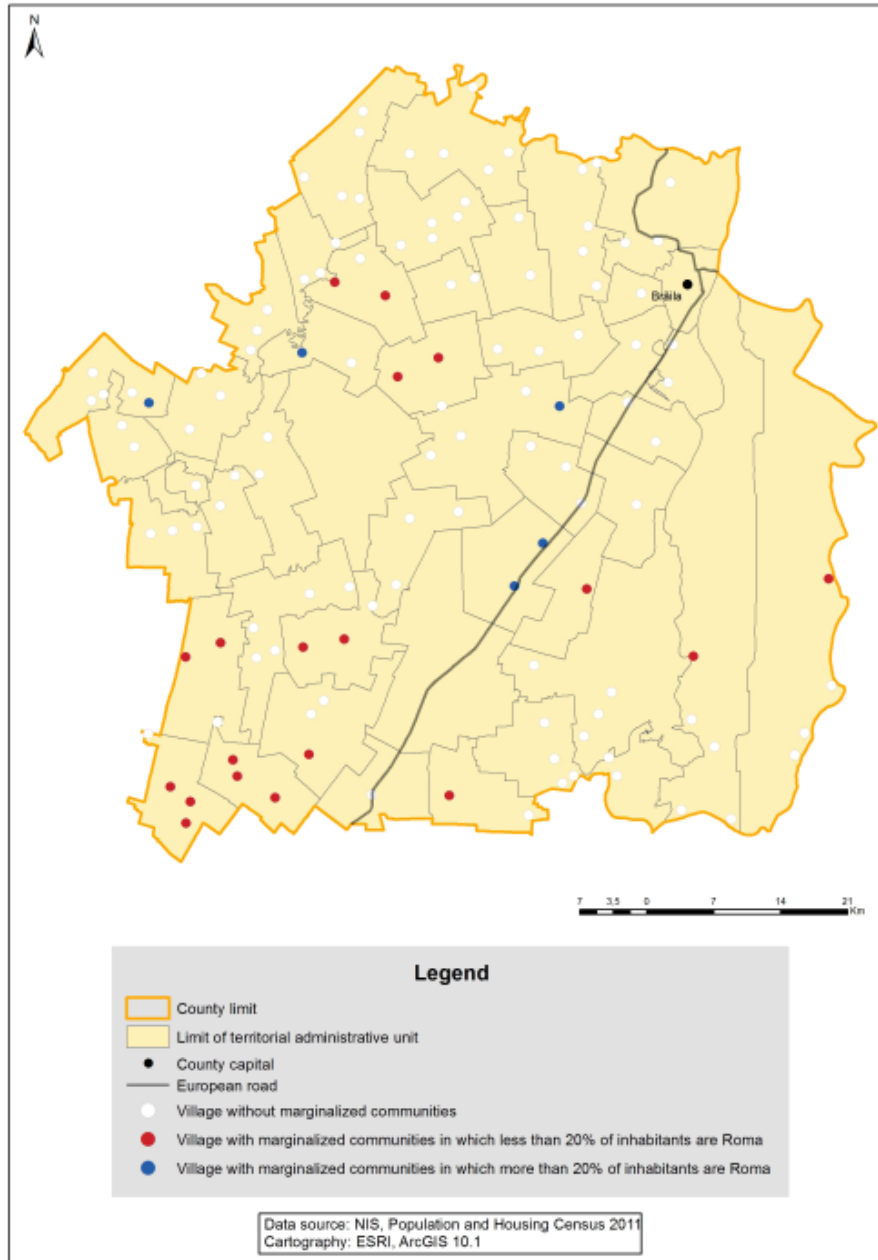 N
Brăila
7 3,5 0 7 14 21
Km
Legend
County limit
Limit of territorial administrative unit
County capital
European road
Village without marginalized communities
Village with marginalized communities in which less than 20% of inhabitants are Roma
Village with marginalized communities in which more than 20% of inhabitants are Roma
Data source: NIS, Population and Housing Census 2011
Cartography: ESRI, ArcGIS 10.1